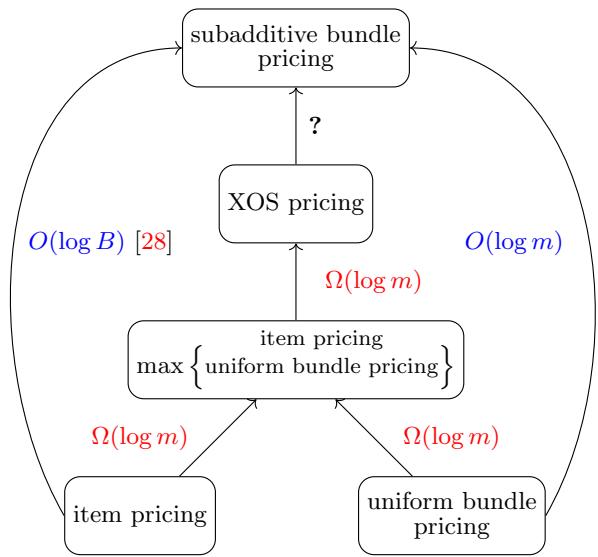 subadditive bundle
pricing
?
XOS pricing
O(log B) [28]
O(log m)
Ω(log m)
item pricing
max { uniform bundle pricing }
Ω(log m)
Ω(log m)
item pricing
uniform bundle
pricing